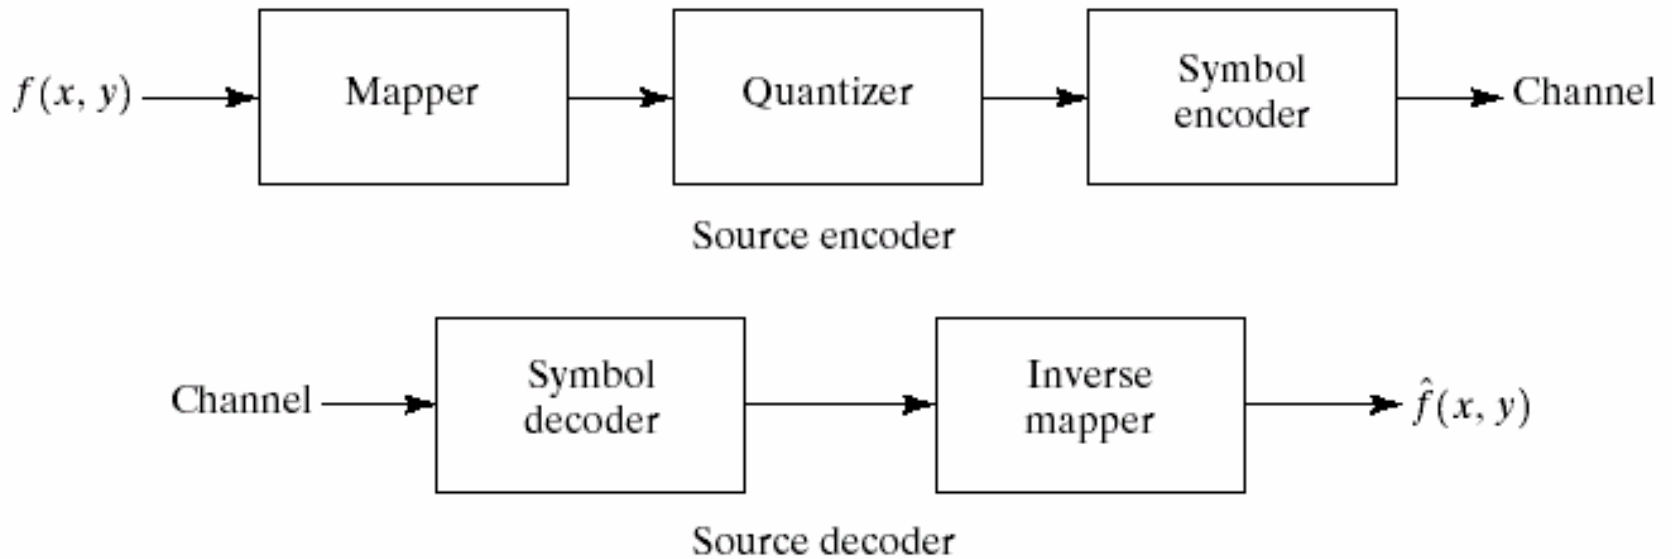 f(x, y)
Mapper
Quantizer
Symbol
encoder
Channel
Source encoder
Channel
Symbol
decoder
Inverse
mapper
f̂(x, y)
Source decoder